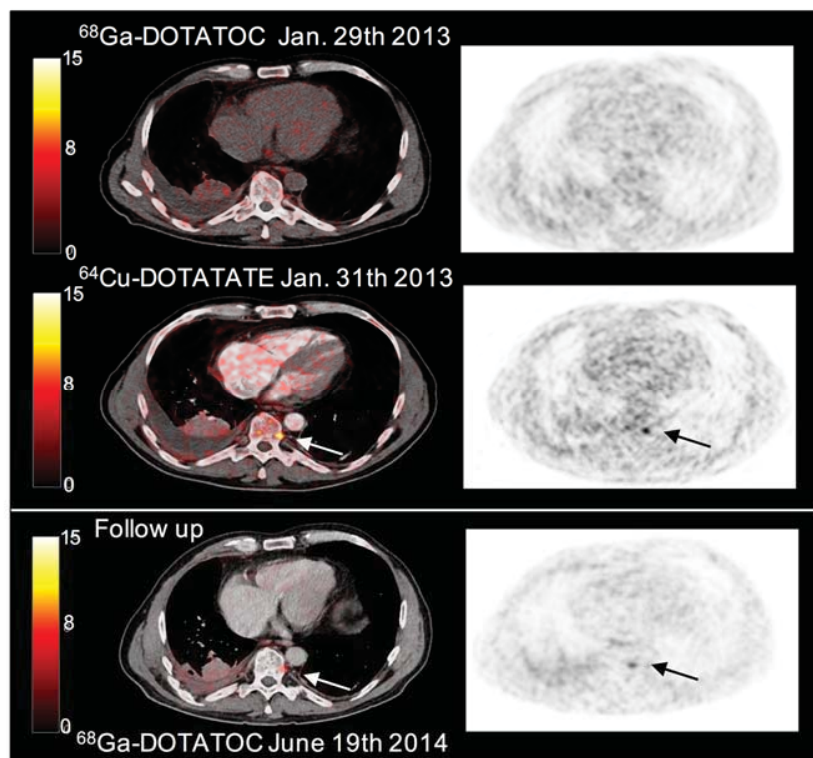 ⁶⁸Ga-DOTATOC Jan. 29th 2013
15
8
0
⁶⁴Cu-DOTATATE Jan. 31th 2013
15
8
0
Follow up
15
8
0
⁶⁸Ga-DOTATOC June 19th 2014